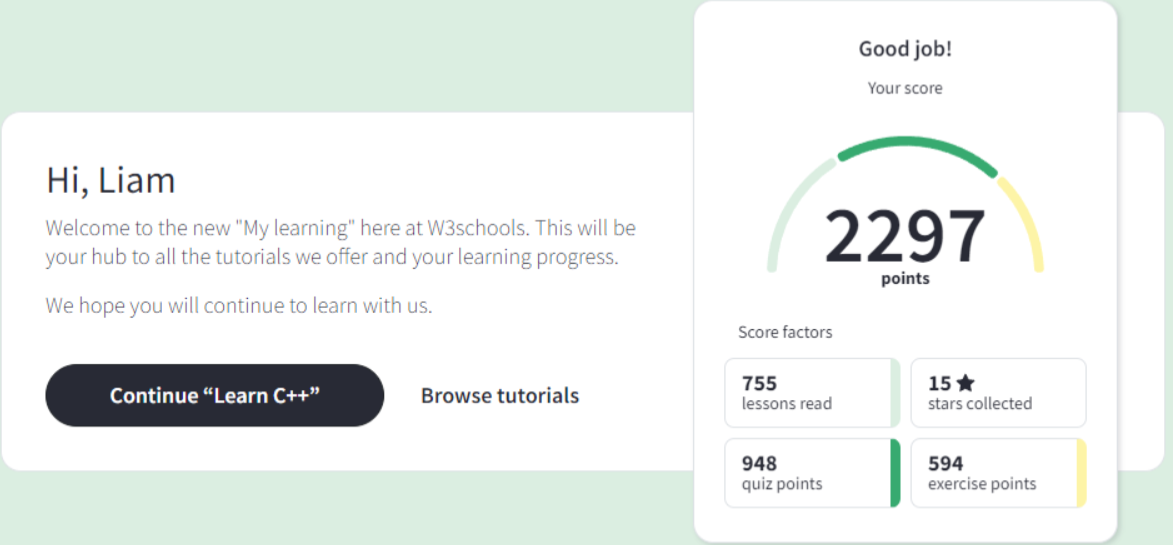 Hi, Liam
Welcome to the new "My learning" here at W3schools. This will be
your hub to all the tutorials we offer and your learning progress.
We hope you will continue to learn with us.
Continue “Learn C++”
Browse tutorials
Good job!
Your score
2297
points
Score factors
755
lessons read
15 ★
stars collected
948
quiz points
594
exercise points